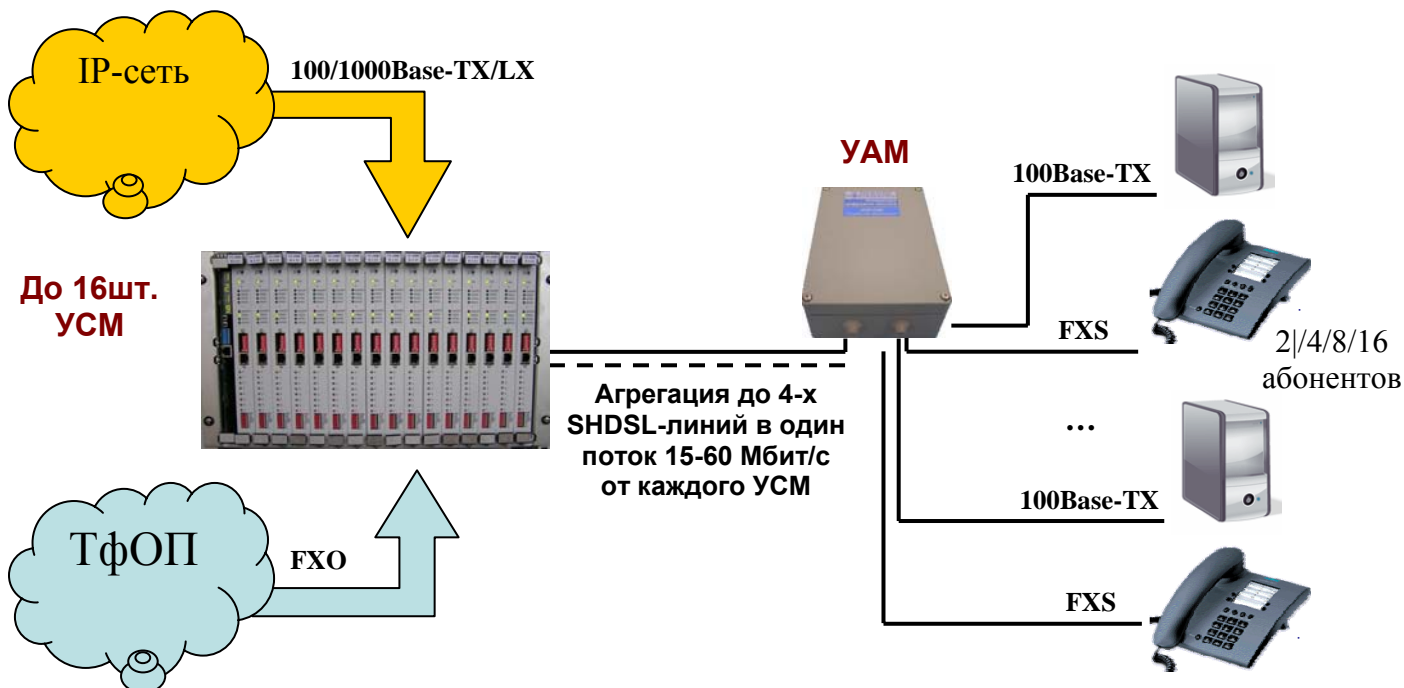 IP-сеть
100/1000Base-TX/LX
УАМ
100Base-TX
До 16шт.
УСМ
FXS
2|/4/8/16
абонентов
Агрегация до 4-х
SHDSL-линий в один
поток 15-60 Мбит/с
от каждого УСМ
...
100Base-TX
ТфОП
FXO
FXS